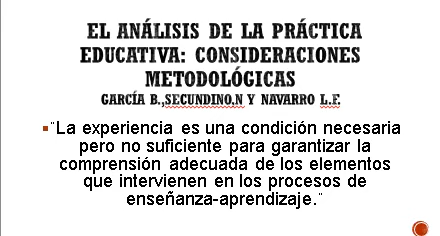 EL ANÁLISIS DE LA PRÁCTICA
EDUCATIVA: CONSIDERACIONES
METODOLÓGICAS
GARCÍA B.,SECUNDINO,N Y NAVARRO L.F.
¨La experiencia es una condición necesaria
pero no suficiente para garantizar la
comprensión adecuada de los elementos
que intervienen en los procesos de
enseñanza-aprendizaje.¨